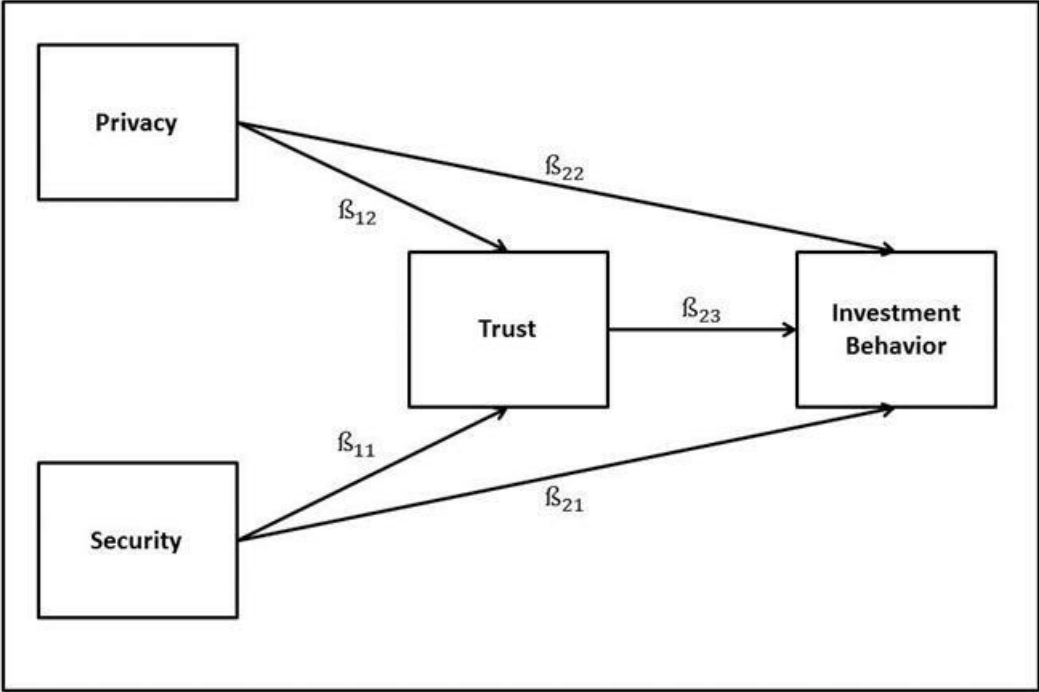 Privacy
ß22
ß12
Trust
ß23
Investment
Behavior
ß11
ß21
Security